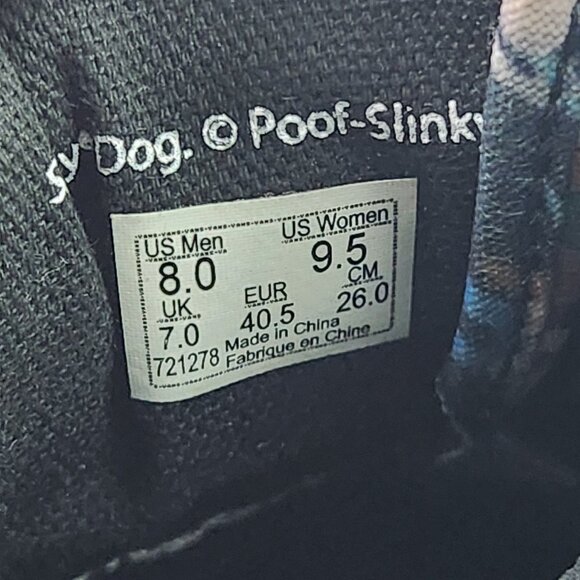 Dog. © Poof-Slinky
US Men US Women
8.0 9.5
UK EUR CM
7.0 40.5 26.0
Made in China
721278 Fabrique en Chine